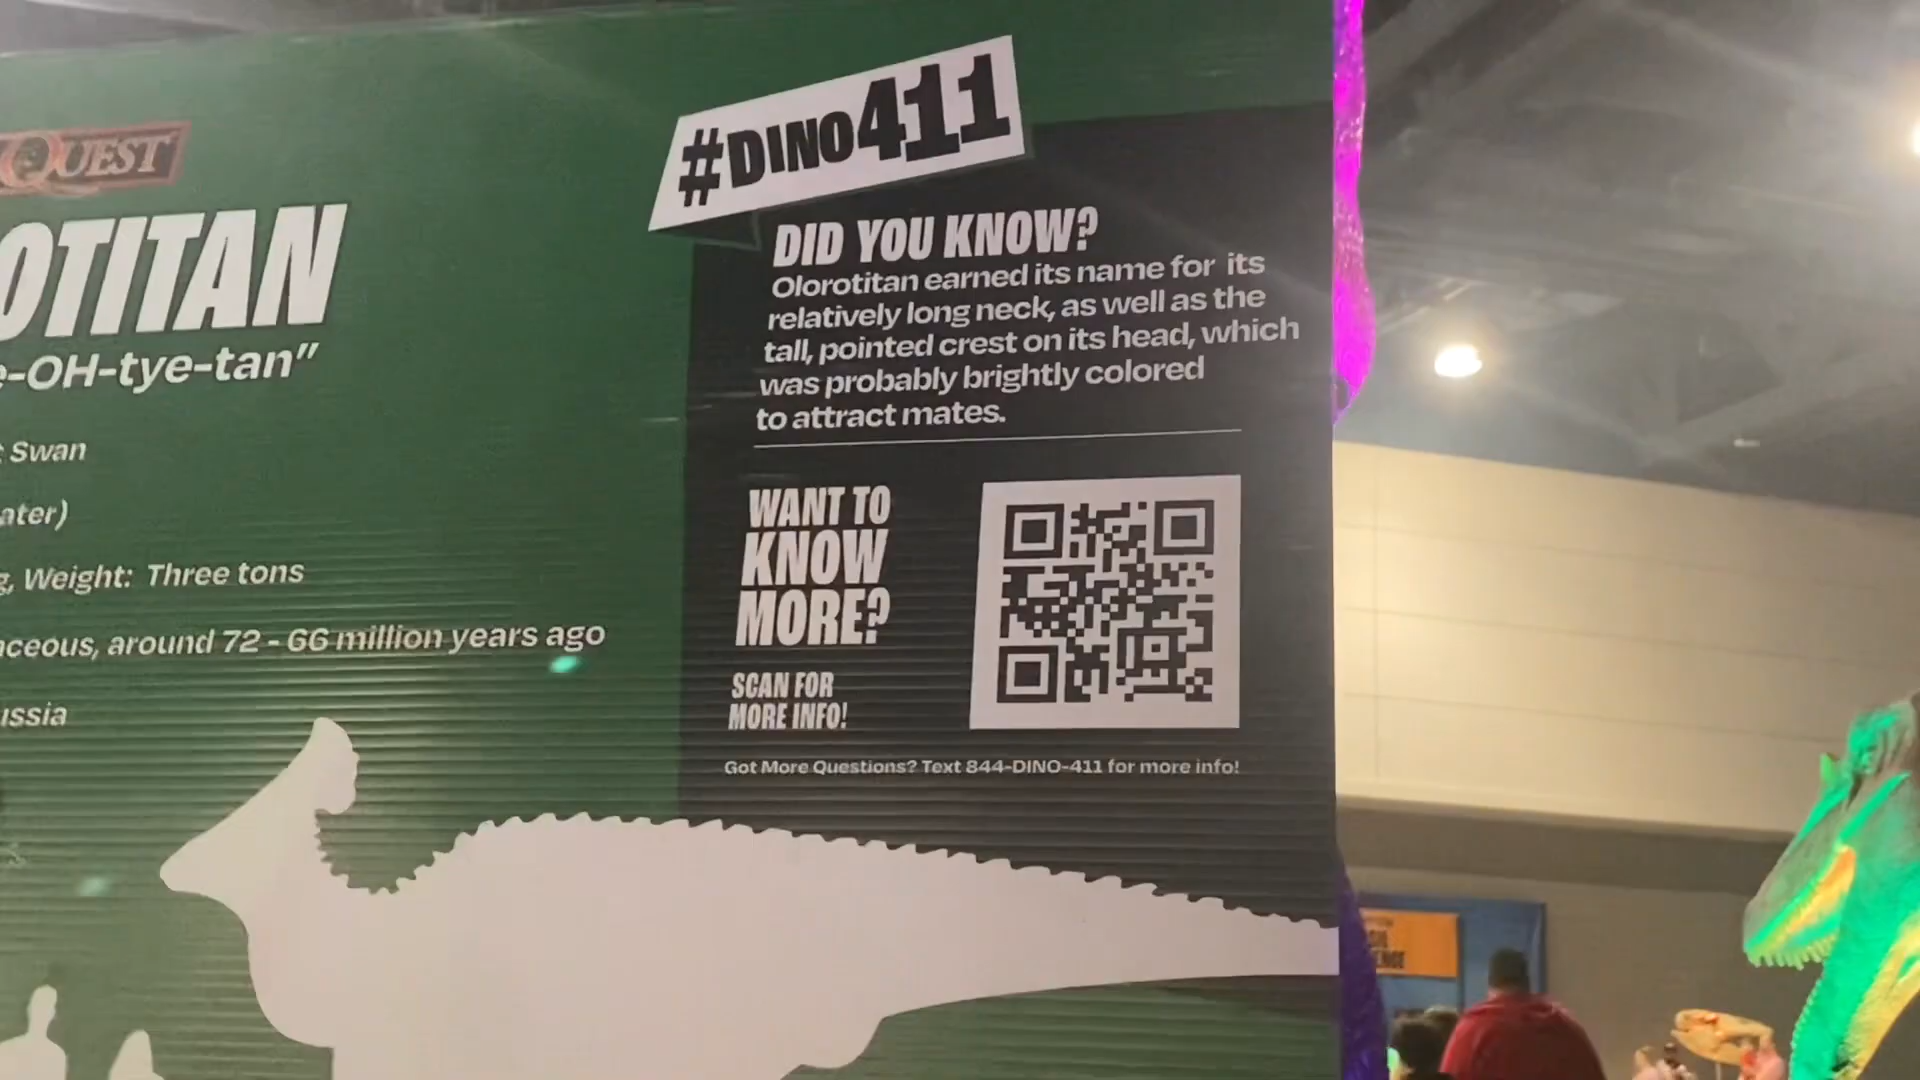 QUEST
OTITAN
-OH-tye-tan"
Swan
ater)
, Weight: Three tons
aceous, around 72 - 66 million years ago
ussia
#DINO411
DID YOU KNOW?
Olorotitan earned its name for its
relatively long neck, as well as the
tall, pointed crest on its head, which
was probably brightly colored
to attract mates.
WANT TO
KNOW
MORE?
SCAN FOR
MORE INFO!
Got More Questions? Text 844-DINO-411 for more info!